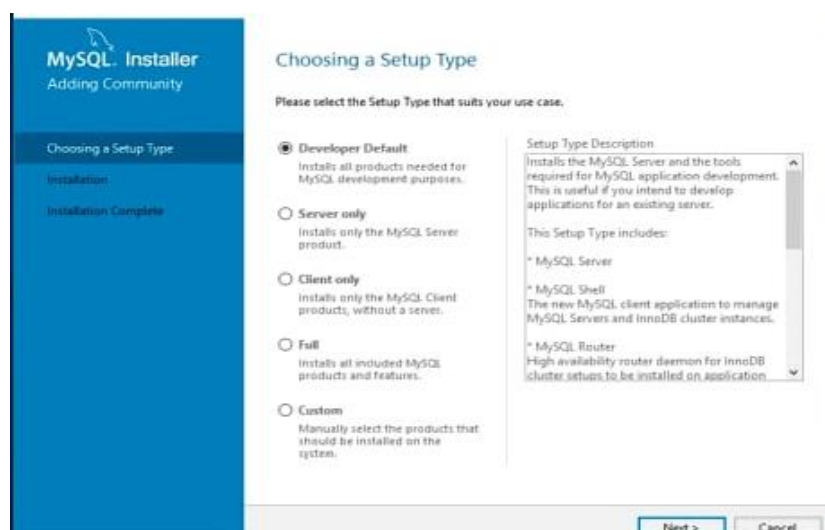 MySQL. Installer
Adding Community
Choosing a Setup Type
Installation
Installation Complete
Choosing a Setup Type
Please select the Setup Type that suits your use case.
Developer Default
Installs all products needed for
MySQL development purposes.
Server only
Installs only the MySQL Server
product.
Client only
Installs only the MySQL Client
products, without a server.
Full
Installs all included MySQL
products and features.
Custom
Manually select the products that
should be installed on the
system.
Setup Type Description
Installs the MySQL Server and the tools
required for MySQL application development.
This is useful if you intend to develop
applications for an existing server.
This Setup Type includes:
* MySQL Server
* MySQL Shell
The new MySQL client application to manage
MySQL Servers and InnoDB cluster instances.
* MySQL Router
High availability router daemon for InnoDB
cluster setups to be installed on application
Next >
Cancel